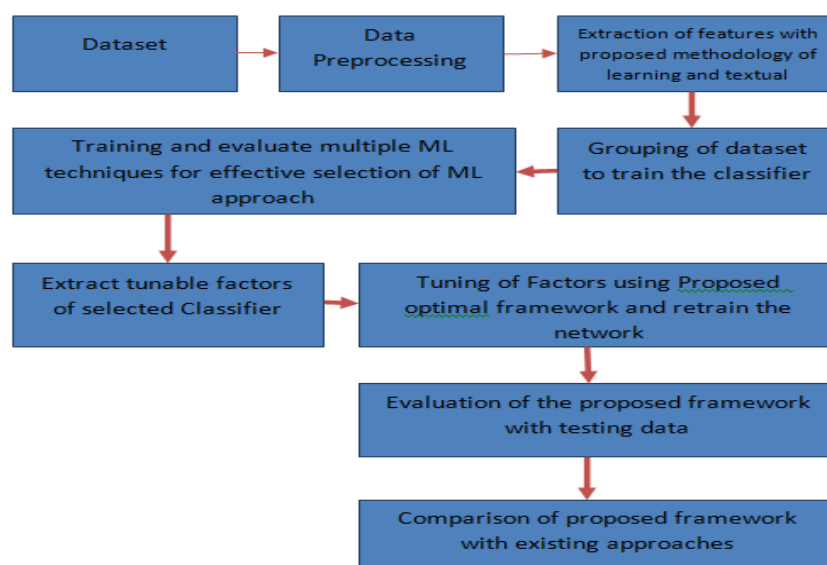 Dataset
Data
Preprocessing
Extraction of features with
proposed methodology of
learning and textual
Grouping of dataset
to train the classifier
Training and evaluate multiple ML
techniques for effective selection of ML
approach
Extract tunable factors
of selected Classifier
Tuning of Factors using Proposed
optimal framework and retrain the
network
Evaluation of the proposed framework
with testing data
Comparison of proposed framework
with existing approaches